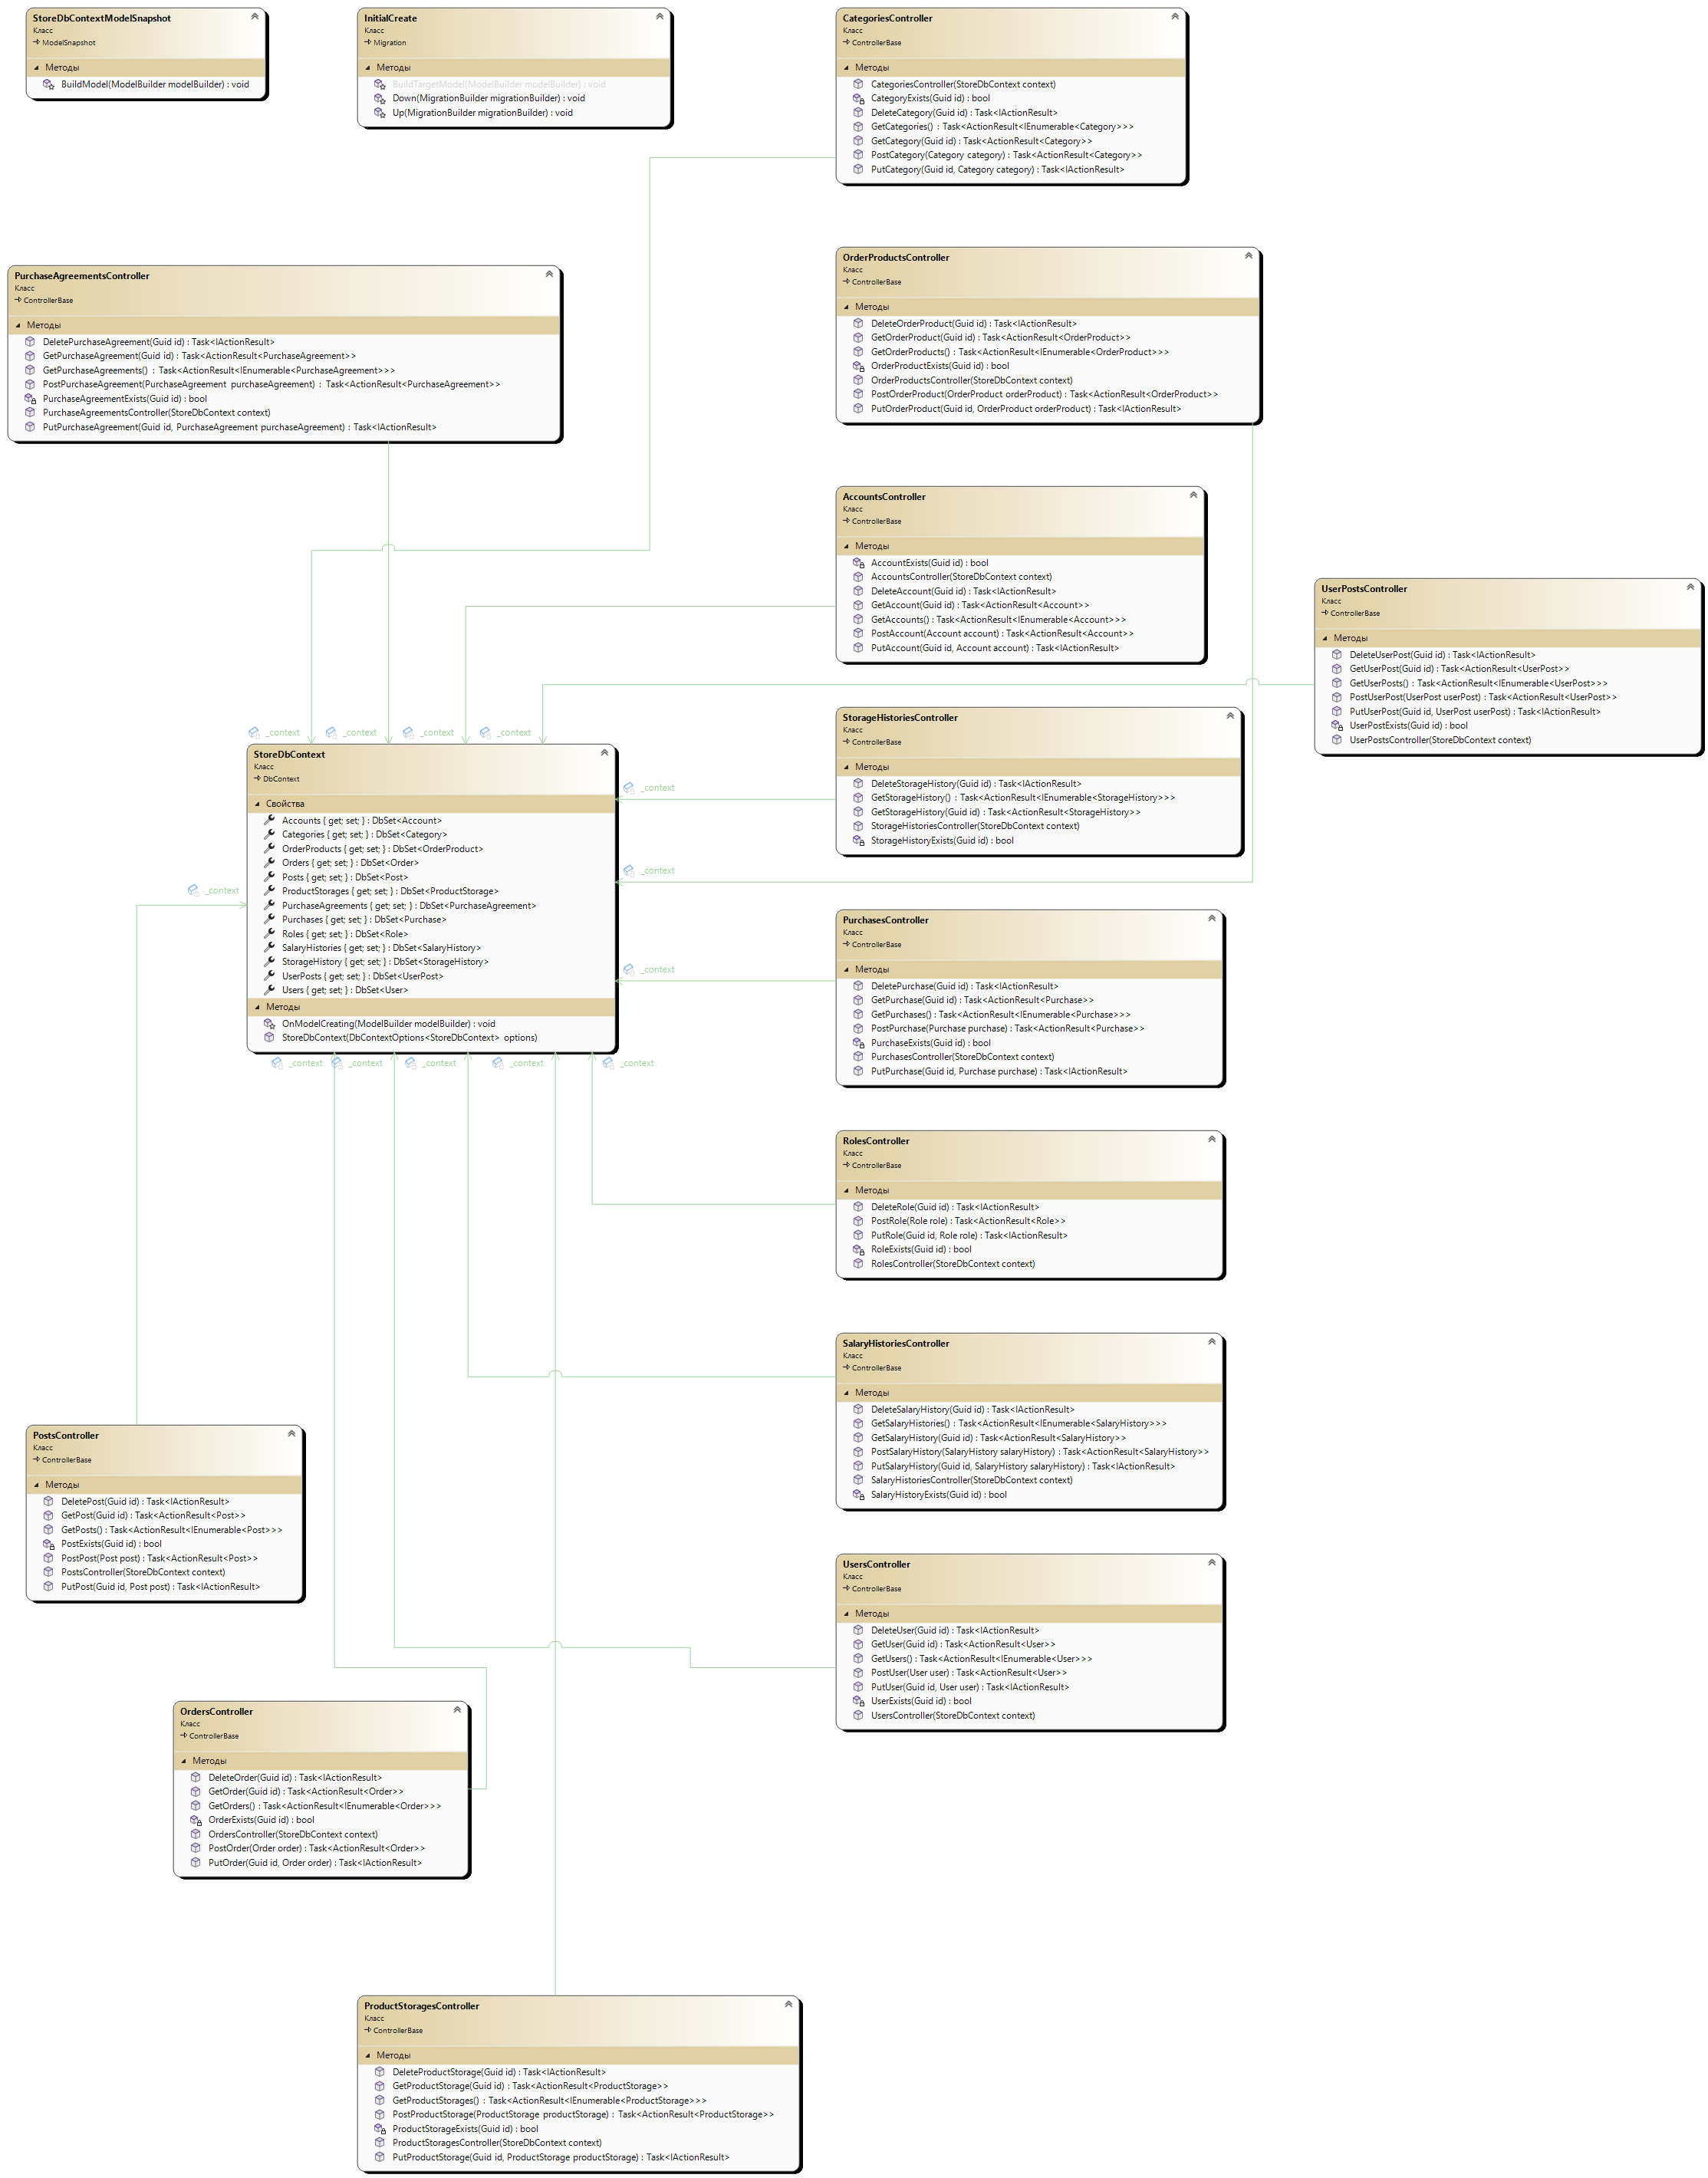 StoreDbContextModelSnapshot
Класс
ModelSnapshot
Методы
BuildModel(ModelBuilder modelBuilder) : void
InitialCreate
Класс
Migration
Методы
BuildTargetModel(ModelBuilder modelBuilder) : void
Down(MigrationBuilder migrationBuilder) : void
Up(MigrationBuilder migrationBuilder) : void
CategoriesController
Класс
ControllerBase
Методы
CategoriesController(StoreDbContext context)
CategoryExists(Guid id) : bool
DeleteCategory(Guid id) : Task<IActionResult>
GetCategories() : Task<ActionResult<IEnumerable<Category>>>
GetCategory(Guid id) : Task<ActionResult<Category>>
PostCategory(Category category) : Task<ActionResult<Category>>
PutCategory(Guid id, Category category) : Task<IActionResult>
PurchaseAgreementsController
Класс
ControllerBase
Методы
DeletePurchaseAgreement(Guid id) : Task<IActionResult>
GetPurchaseAgreement(Guid id) : Task<ActionResult<PurchaseAgreement>>
GetPurchaseAgreements() : Task<ActionResult<IEnumerable<PurchaseAgreement>>>
PostPurchaseAgreement(PurchaseAgreement purchaseAgreement) : Task<ActionResult<PurchaseAgreement>>
PurchaseAgreementExists(Guid id) : bool
PurchaseAgreementsController(StoreDbContext context)
PutPurchaseAgreement(Guid id, PurchaseAgreement purchaseAgreement) : Task<IActionResult>
OrderProductsController
Класс
ControllerBase
Методы
DeleteOrderProduct(Guid id) : Task<IActionResult>
GetOrderProduct(Guid id) : Task<ActionResult<OrderProduct>>
GetOrderProducts() : Task<ActionResult<IEnumerable<OrderProduct>>>
OrderProductExists(Guid id) : bool
OrderProductsController(StoreDbContext context)
PostOrderProduct(OrderProduct orderProduct) : Task<ActionResult<OrderProduct>>
PutOrderProduct(Guid id, OrderProduct orderProduct) : Task<IActionResult>
AccountsController
Класс
ControllerBase
Методы
AccountExists(Guid id) : bool
AccountsController(StoreDbContext context)
DeleteAccount(Guid id) : Task<IActionResult>
GetAccount(Guid id) : Task<ActionResult<Account>>
GetAccounts() : Task<ActionResult<IEnumerable<Account>>>
PostAccount(Account account) : Task<ActionResult<Account>>
PutAccount(Guid id, Account account) : Task<IActionResult>
UserPostsController
Класс
ControllerBase
Методы
DeleteUserPost(Guid id) : Task<IActionResult>
GetUserPost(Guid id) : Task<ActionResult<UserPost>>
GetUserPosts() : Task<ActionResult<IEnumerable<UserPost>>>
PostUserPost(UserPost userPost) : Task<ActionResult<UserPost>>
PutUserPost(Guid id, UserPost userPost) : Task<IActionResult>
UserPostExists(Guid id) : bool
UserPostsController(StoreDbContext context)
_context _context _context _context
StoreDbContext
Класс
DbContext
Свойства
Accounts { get; set; } : DbSet<Account>
Categories { get; set; } : DbSet<Category>
OrderProducts { get; set; } : DbSet<OrderProduct>
Orders { get; set; } : DbSet<Order>
Posts { get; set; } : DbSet<Post>
ProductStorages { get; set; } : DbSet<ProductStorage>
PurchaseAgreements { get; set; } : DbSet<PurchaseAgreement>
Purchases { get; set; } : DbSet<Purchase>
Roles { get; set; } : DbSet<Role>
SalaryHistories { get; set; } : DbSet<SalaryHistory>
StorageHistory { get; set; } : DbSet<StorageHistory>
UserPosts { get; set; } : DbSet<UserPost>
Users { get; set; } : DbSet<User>
Методы
OnModelCreating(ModelBuilder modelBuilder) : void
StoreDbContext(DbContextOptions<StoreDbContext> options)
_context
_context
_context
_context
_context _context _context _context _context
StorageHistoriesController
Класс
ControllerBase
Методы
DeleteStorageHistory(Guid id) : Task<IActionResult>
GetStorageHistory() : Task<ActionResult<IEnumerable<StorageHistory>>>
GetStorageHistory(Guid id) : Task<ActionResult<StorageHistory>>
StorageHistoriesController(StoreDbContext context)
StorageHistoryExists(Guid id) : bool
PurchasesController
Класс
ControllerBase
Методы
DeletePurchase(Guid id) : Task<IActionResult>
GetPurchase(Guid id) : Task<ActionResult<Purchase>>
GetPurchases() : Task<ActionResult<IEnumerable<Purchase>>>
PostPurchase(Purchase purchase) : Task<ActionResult<Purchase>>
PurchaseExists(Guid id) : bool
PurchasesController(StoreDbContext context)
PutPurchase(Guid id, Purchase purchase) : Task<IActionResult>
RolesController
Класс
ControllerBase
Методы
DeleteRole(Guid id) : Task<IActionResult>
PostRole(Role role) : Task<ActionResult<Role>>
PutRole(Guid id, Role role) : Task<IActionResult>
RoleExists(Guid id) : bool
RolesController(StoreDbContext context)
SalaryHistoriesController
Класс
ControllerBase
Методы
DeleteSalaryHistory(Guid id) : Task<IActionResult>
GetSalaryHistories() : Task<ActionResult<IEnumerable<SalaryHistory>>>
GetSalaryHistory(Guid id) : Task<ActionResult<SalaryHistory>>
PostSalaryHistory(SalaryHistory salaryHistory) : Task<ActionResult<SalaryHistory>>
PutSalaryHistory(Guid id, SalaryHistory salaryHistory) : Task<IActionResult>
SalaryHistoriesController(StoreDbContext context)
SalaryHistoryExists(Guid id) : bool
PostsController
Класс
ControllerBase
Методы
DeletePost(Guid id) : Task<IActionResult>
GetPost(Guid id) : Task<ActionResult<Post>>
GetPosts() : Task<ActionResult<IEnumerable<Post>>>
PostExists(Guid id) : bool
PostPost(Post post) : Task<ActionResult<Post>>
PostsController(StoreDbContext context)
PutPost(Guid id, Post post) : Task<IActionResult>
UsersController
Класс
ControllerBase
Методы
DeleteUser(Guid id) : Task<IActionResult>
GetUser(Guid id) : Task<ActionResult<User>>
GetUsers() : Task<ActionResult<IEnumerable<User>>>
PostUser(User user) : Task<ActionResult<User>>
PutUser(Guid id, User user) : Task<IActionResult>
UserExists(Guid id) : bool
UsersController(StoreDbContext context)
OrdersController
Класс
ControllerBase
Методы
DeleteOrder(Guid id) : Task<IActionResult>
GetOrder(Guid id) : Task<ActionResult<Order>>
GetOrders() : Task<ActionResult<IEnumerable<Order>>>
OrderExists(Guid id) : bool
OrdersController(StoreDbContext context)
PostOrder(Order order) : Task<ActionResult<Order>>
PutOrder(Guid id, Order order) : Task<IActionResult>
ProductStoragesController
Класс
ControllerBase
Методы
DeleteProductStorage(Guid id) : Task<IActionResult>
GetProductStorage(Guid id) : Task<ActionResult<ProductStorage>>
GetProductStorages() : Task<ActionResult<IEnumerable<ProductStorage>>>
PostProductStorage(ProductStorage productStorage) : Task<ActionResult<ProductStorage>>
ProductStorageExists(Guid id) : bool
ProductStoragesController(StoreDbContext context)
PutProductStorage(Guid id, ProductStorage productStorage) : Task<IActionResult>